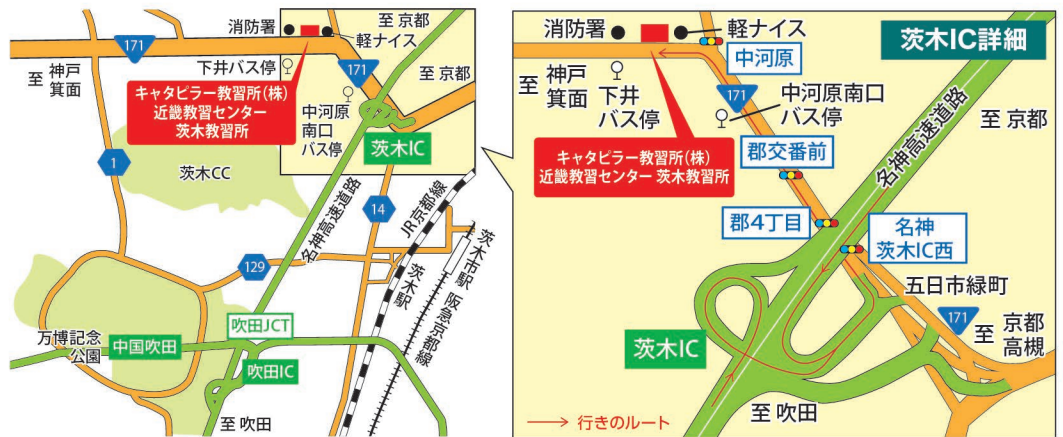 消防署
軽ナイス
至 京都
171
至 神戸
箕面
下井バス停
171
至 京都
キャタピラー教習所(株)
近畿教習センター
茨木教習所
中河原
南口
バス停
茨木IC
1
茨木CC
名神高速道路
14
JR京都線
茨木駅
茨木市駅
阪急京都線
129
万博記念
公園
中国吹田
吹田JCT
吹田IC
至 吹田
茨木IC詳細
消防署
軽ナイス
中河原
至 神戸
箕面
下井
バス停
171
中河原南口
バス停
至 京都
名神高速道路
キャタピラー教習所(株)
近畿教習センター 茨木教習所
郡交番前
郡4丁目
名神
茨木IC西
五日市緑町
171
至 京都
高槻
茨木IC
至 吹田
行きのルート